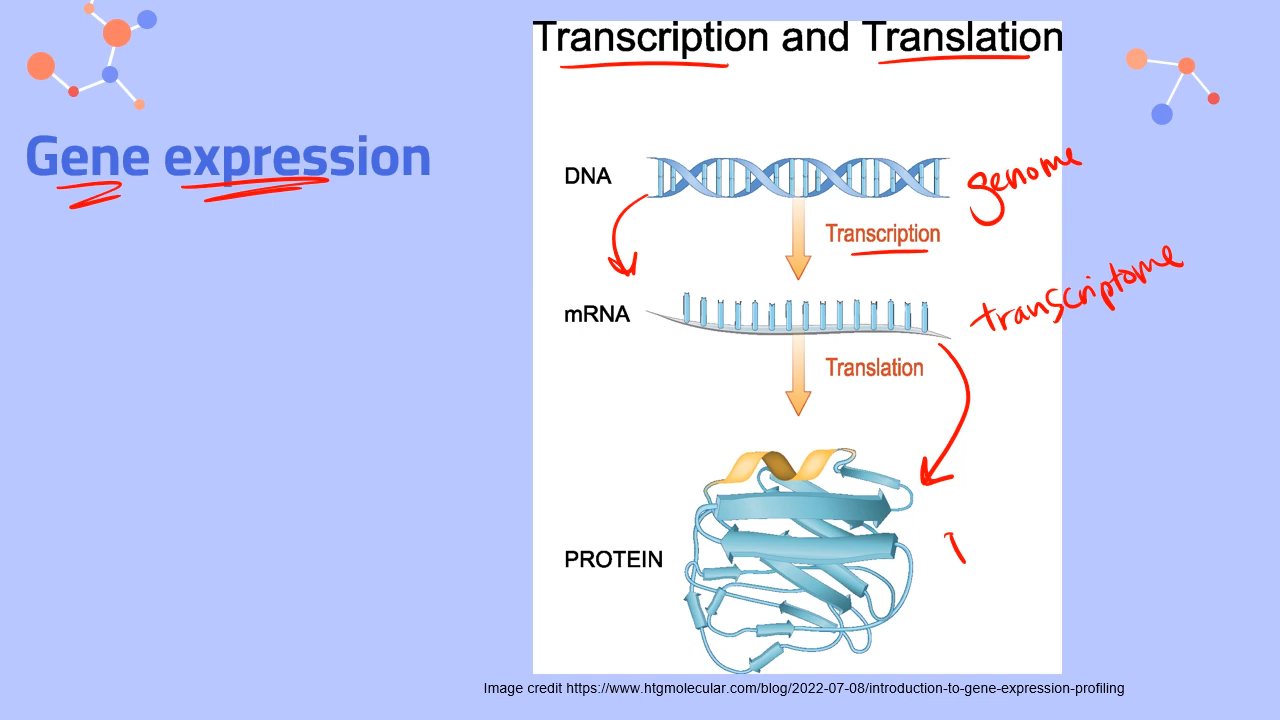 Transcription and Translation
Gene expression
DNA
genome
Transcription
mRNA
transcriptome
Translation
PROTEIN
Image credit https://www.htgmolecular.com/blog/2022-07-08/introduction-to-gene-expression-profiling